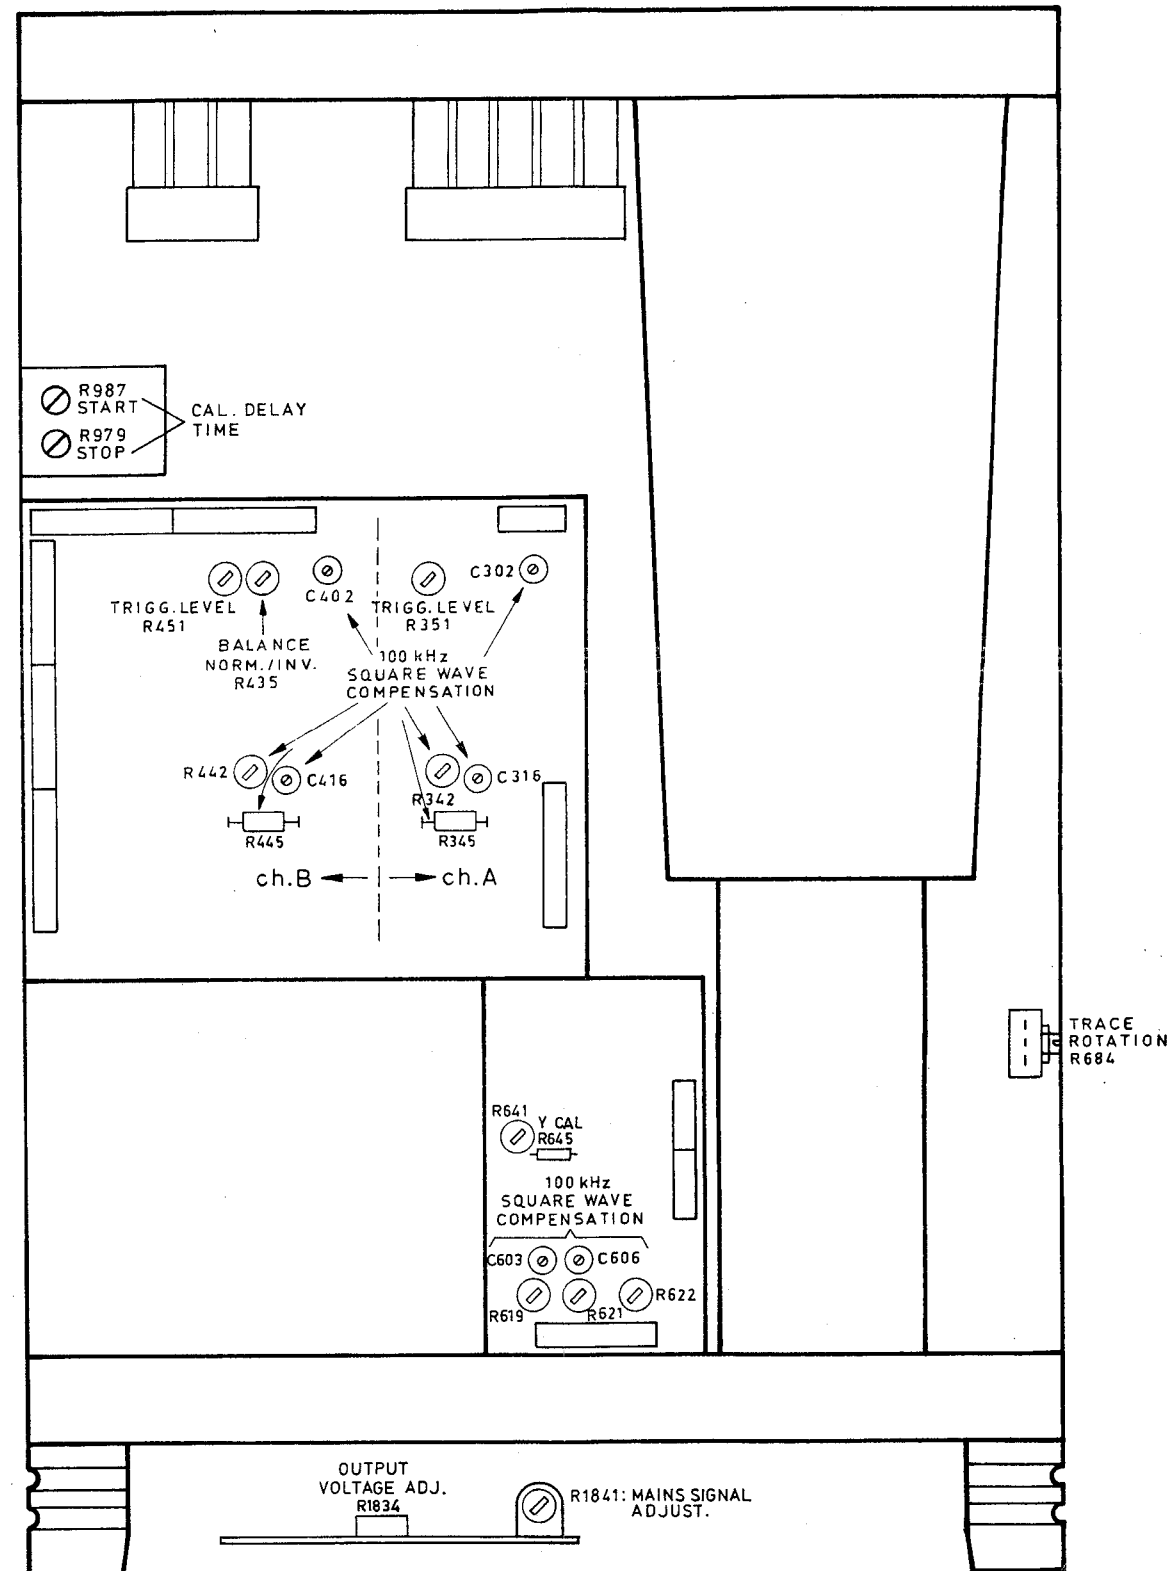 R987
START
R979
STOP
CAL. DELAY
TIME
TRIGG. LEVEL
R451
BALANCE
NORM./INV.
R435
C402
TRIGG. LEVEL
R351
C302
100 kHz
SQUARE WAVE
COMPENSATION
R442
C416
R342
C316
R445
R345
ch.B
ch.A
TRACE
ROTATION
R684
R641
Y CAL
R645
100 kHz
SQUARE WAVE
COMPENSATION
C603
C606
R619
R621
R622
OUTPUT
VOLTAGE ADJ.
R1834
R1841: MAINS SIGNAL
ADJUST.